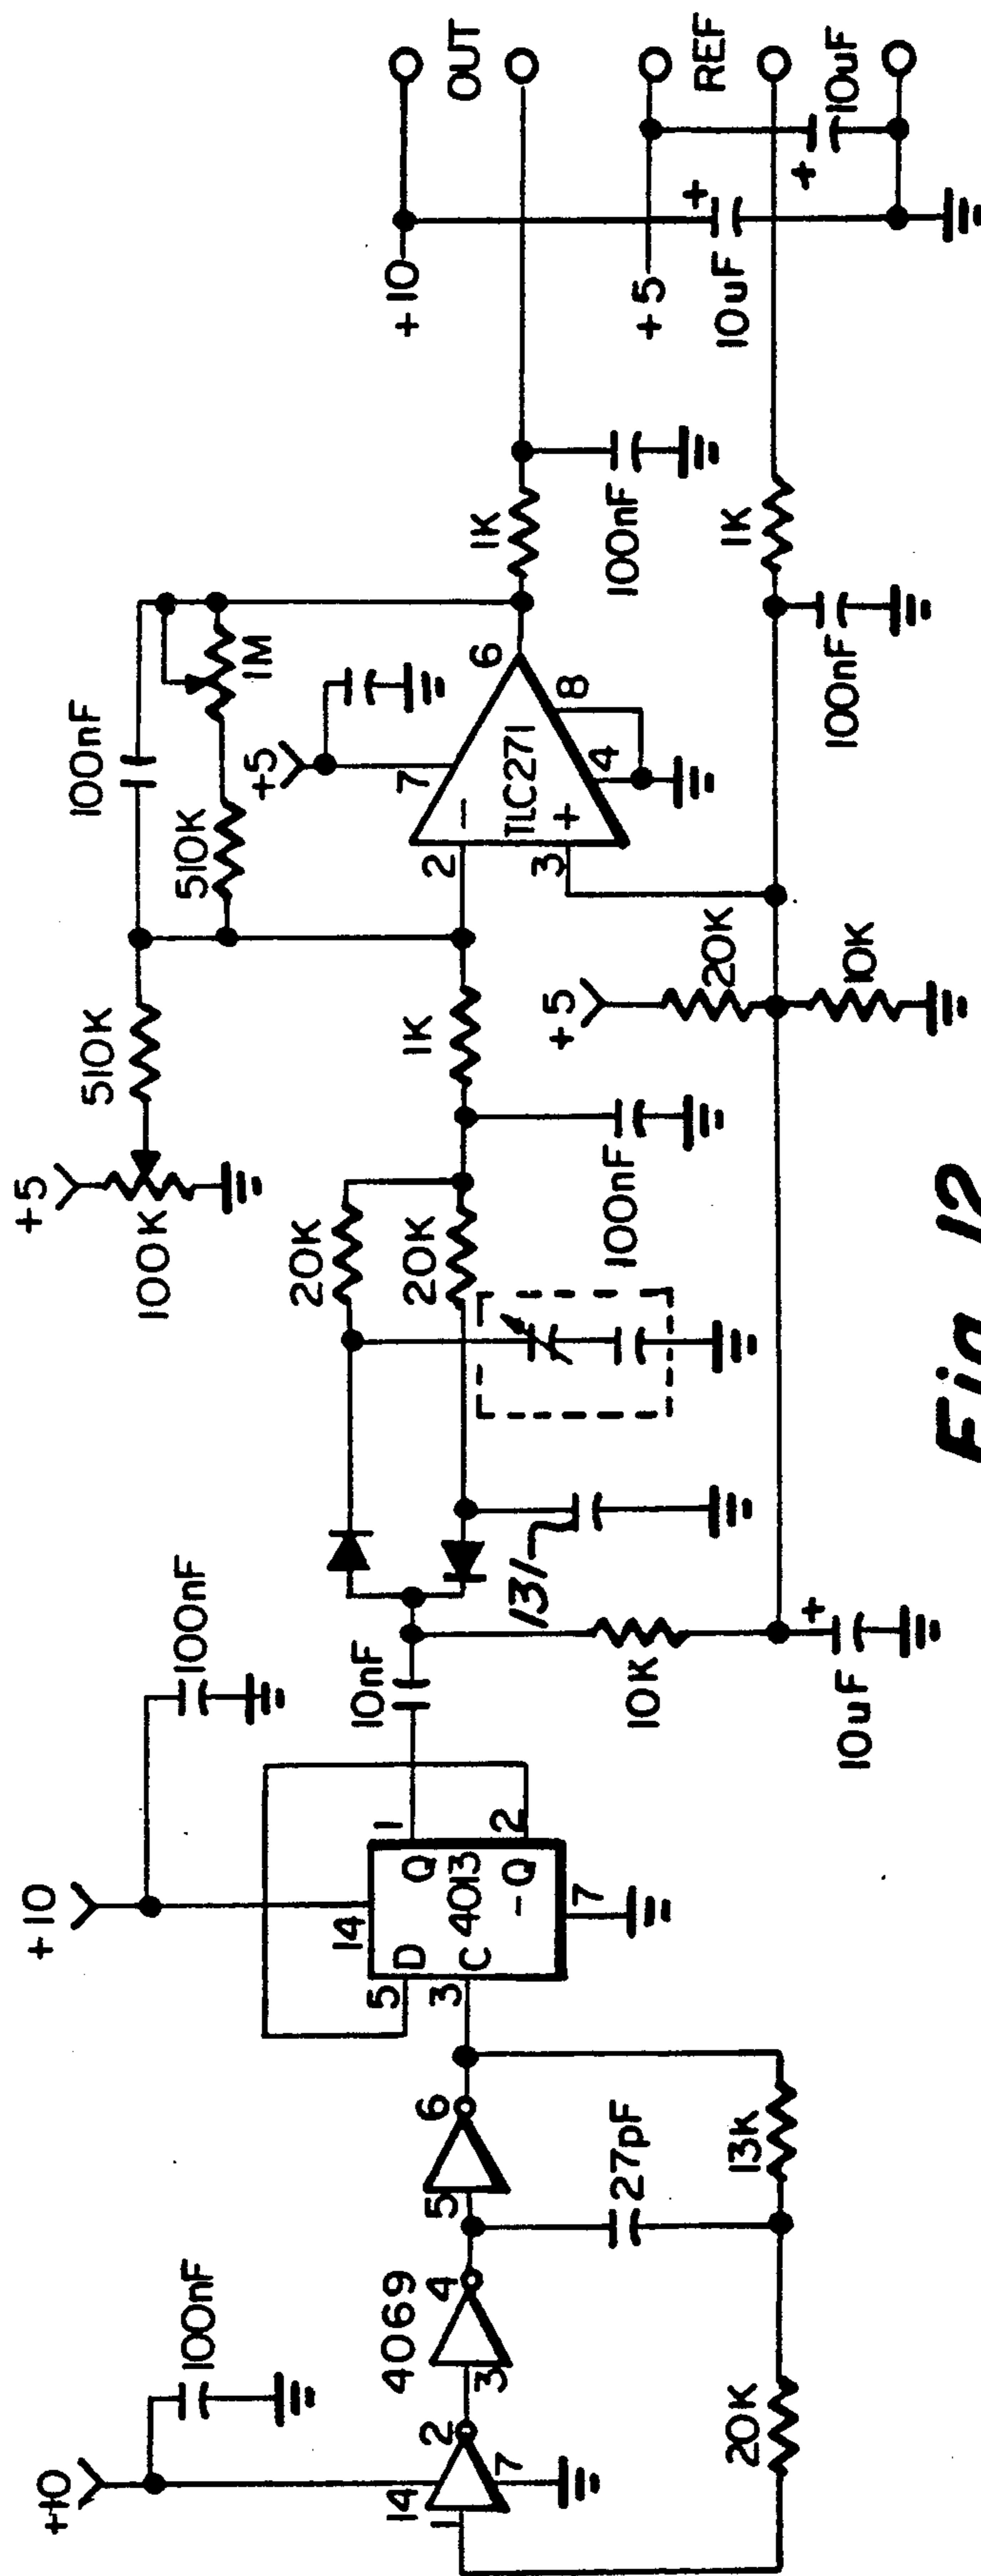 +10
100nF
14
1
2
7
4069
3
4
5
6
27pF
20K
13K
+10
100nF
14
5
D
Q
1
3
C
4013
-Q
2
7
10nF
10K
10uF
+
131
20K
20K
100nF
+5
100K
510K
1K
100nF
510K
1M
+5
7
2
-
TLC271
3
+
6
8
4
+5
20K
10K
1K
100nF
1K
100nF
+10
OUT
+5
REF
10uF
+
+
10uF
Fig. 12